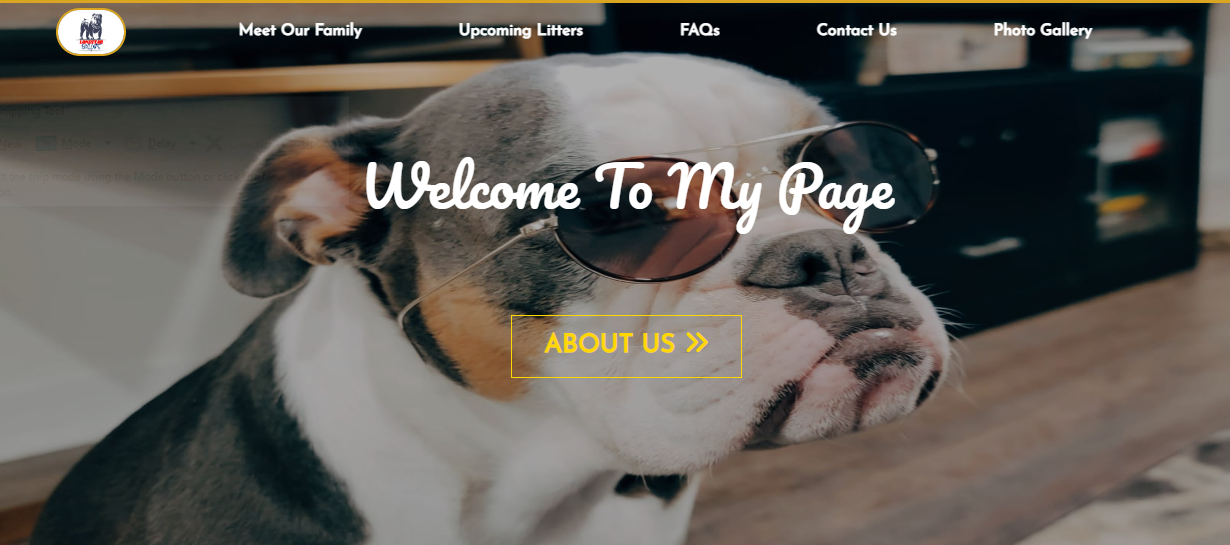 Meet Our Family
Upcoming Litters
FAQs
Contact Us
Photo Gallery
Welcome To My Page
ABOUT US